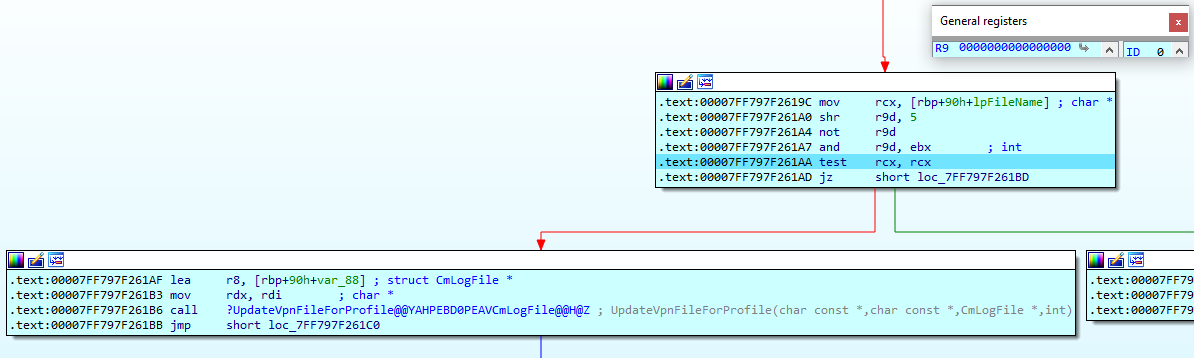 General registers
x
R9 0000000000000000
ID 0
.text:00007FF797F2619C mov rcx, [rbp+90h+lpFileName] ; char *
.text:00007FF797F261A0 shr r9d, 5
.text:00007FF797F261A4 not r9d
.text:00007FF797F261A7 and r9d, ebx ; int
.text:00007FF797F261AA test rcx, rcx
.text:00007FF797F261AD jz short loc_7FF797F261BD
.text:00007FF797F261AF lea r8, [rbp+90h+var_88] ; struct CmLogFile *
.text:00007FF797F261B3 mov rdx, rdi ; char *
.text:00007FF797F261B6 call ?UpdateVpnFileForProfile@@YAHPEBD0PEAVCmLogFile@@H@Z ; UpdateVpnFileForProfile(char const *,char const *,CmLogFile *,int)
.text:00007FF797F261BB jmp short loc_7FF797F261C0
.text:00007FF797
.text:00007FF797
.text:00007FF797